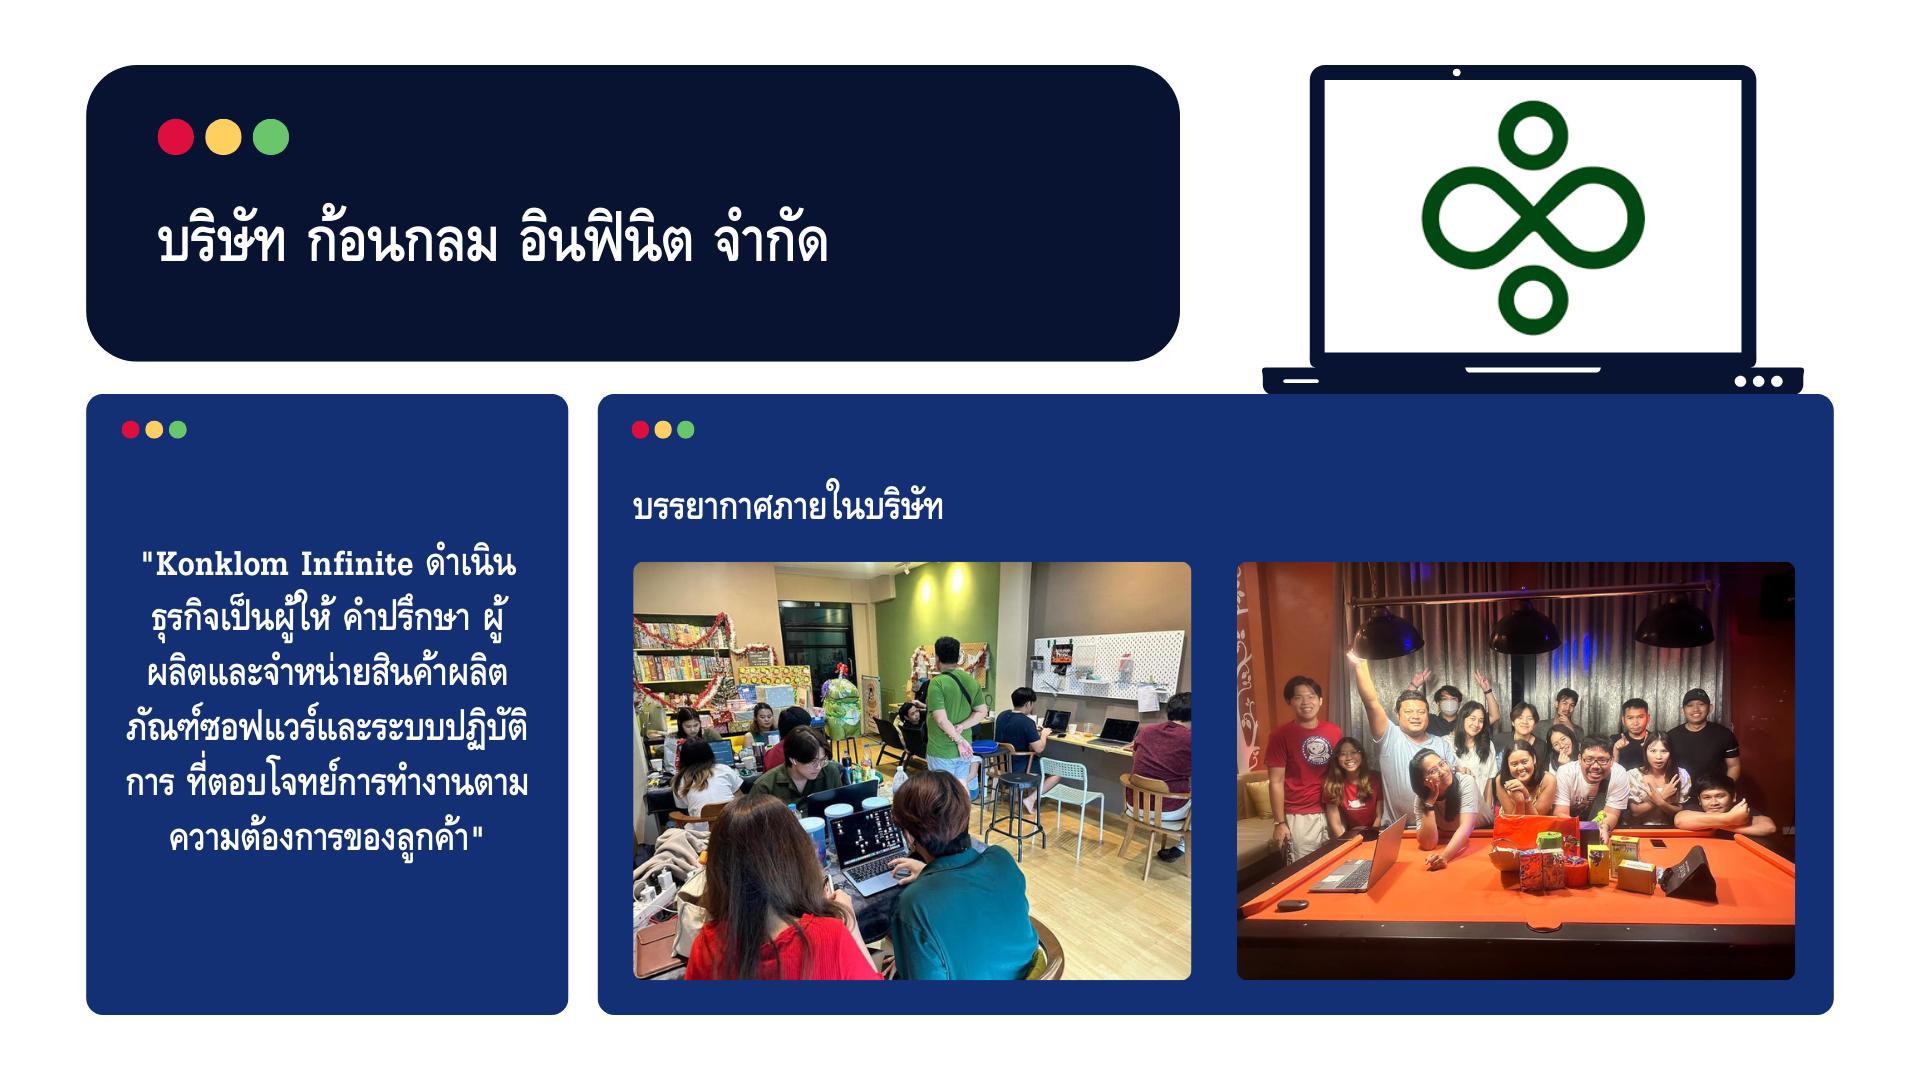 บริษัท ก้อนกลม อินฟินิต จำกัด
"Konklom Infinite ดำเนิน
ธุรกิจเป็นผู้ให้ คำปรึกษา ผู้
ผลิตและจำหน่ายสินค้าผลิต
ภัณฑ์ซอฟแวร์และระบบปฏิบัติ
การ ที่ตอบโจทย์การทำงานตาม
ความต้องการของลูกค้า"
บรรยากาศภายในบริษัท